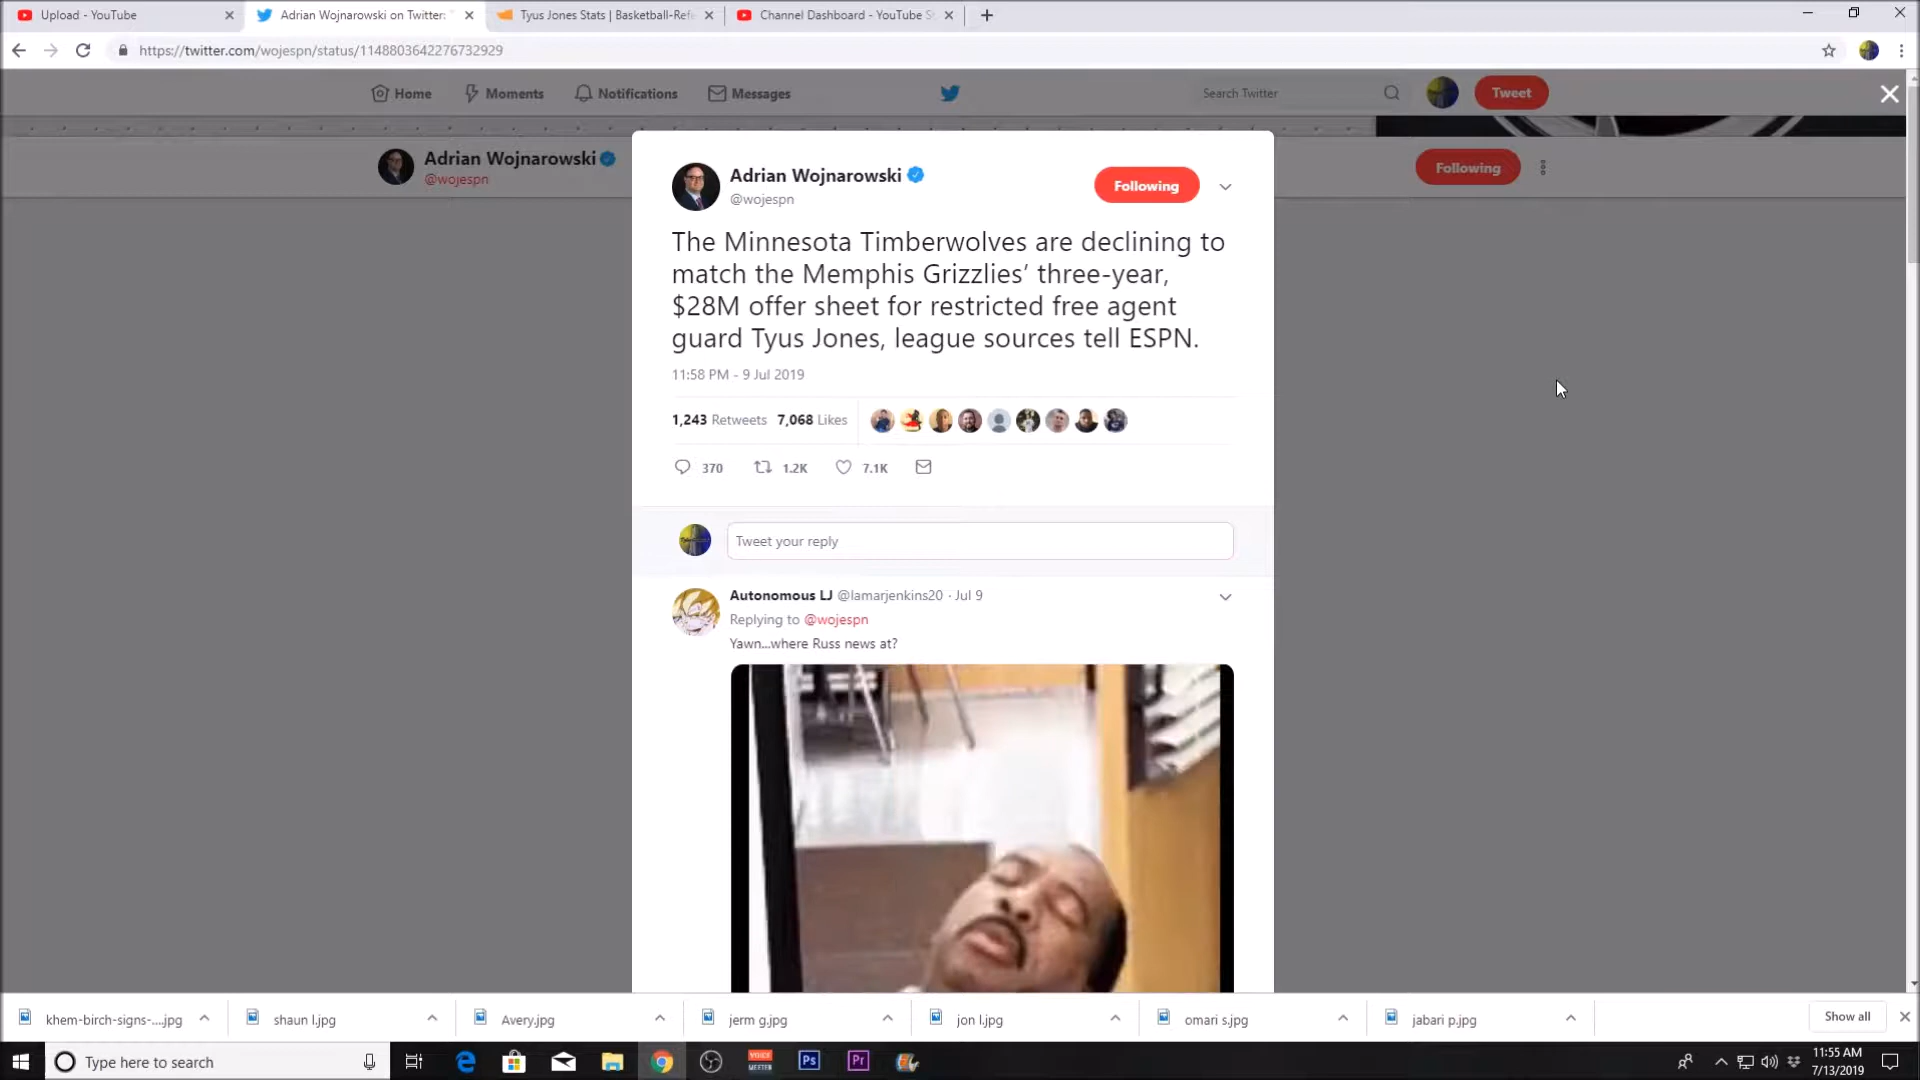 Upload - YouTube
Adrian Wojnarowski on Twitter: "
Tyus Jones Stats | Basketball-Refe
Channel Dashboard - YouTube S
https://twitter.com/wojespn/status/1148803642276732929
Home
Moments
Notifications
Messages
Search Twitter
Tweet
Adrian Wojnarowski
@wojespn
Following
Adrian Wojnarowski
@wojespn
Following
The Minnesota Timberwolves are declining to
match the Memphis Grizzlies’ three-year,
$28M offer sheet for restricted free agent
guard Tyus Jones, league sources tell ESPN.
11:58 PM - 9 Jul 2019
1,243 Retweets 7,068 Likes
370 1.2K 7.1K
Tweet your reply
Autonomous LJ @lamarjenkins20 · Jul 9
Replying to @wojespn
Yawn...where Russ news at?
khem-birch-signs-....jpg
shaun l.jpg
Avery.jpg
jerm g.jpg
jon l.jpg
omari s.jpg
jabari p.jpg
Show all
Type here to search
VOICE
MEETER
Ps
Pr
11:55 AM
7/13/2019